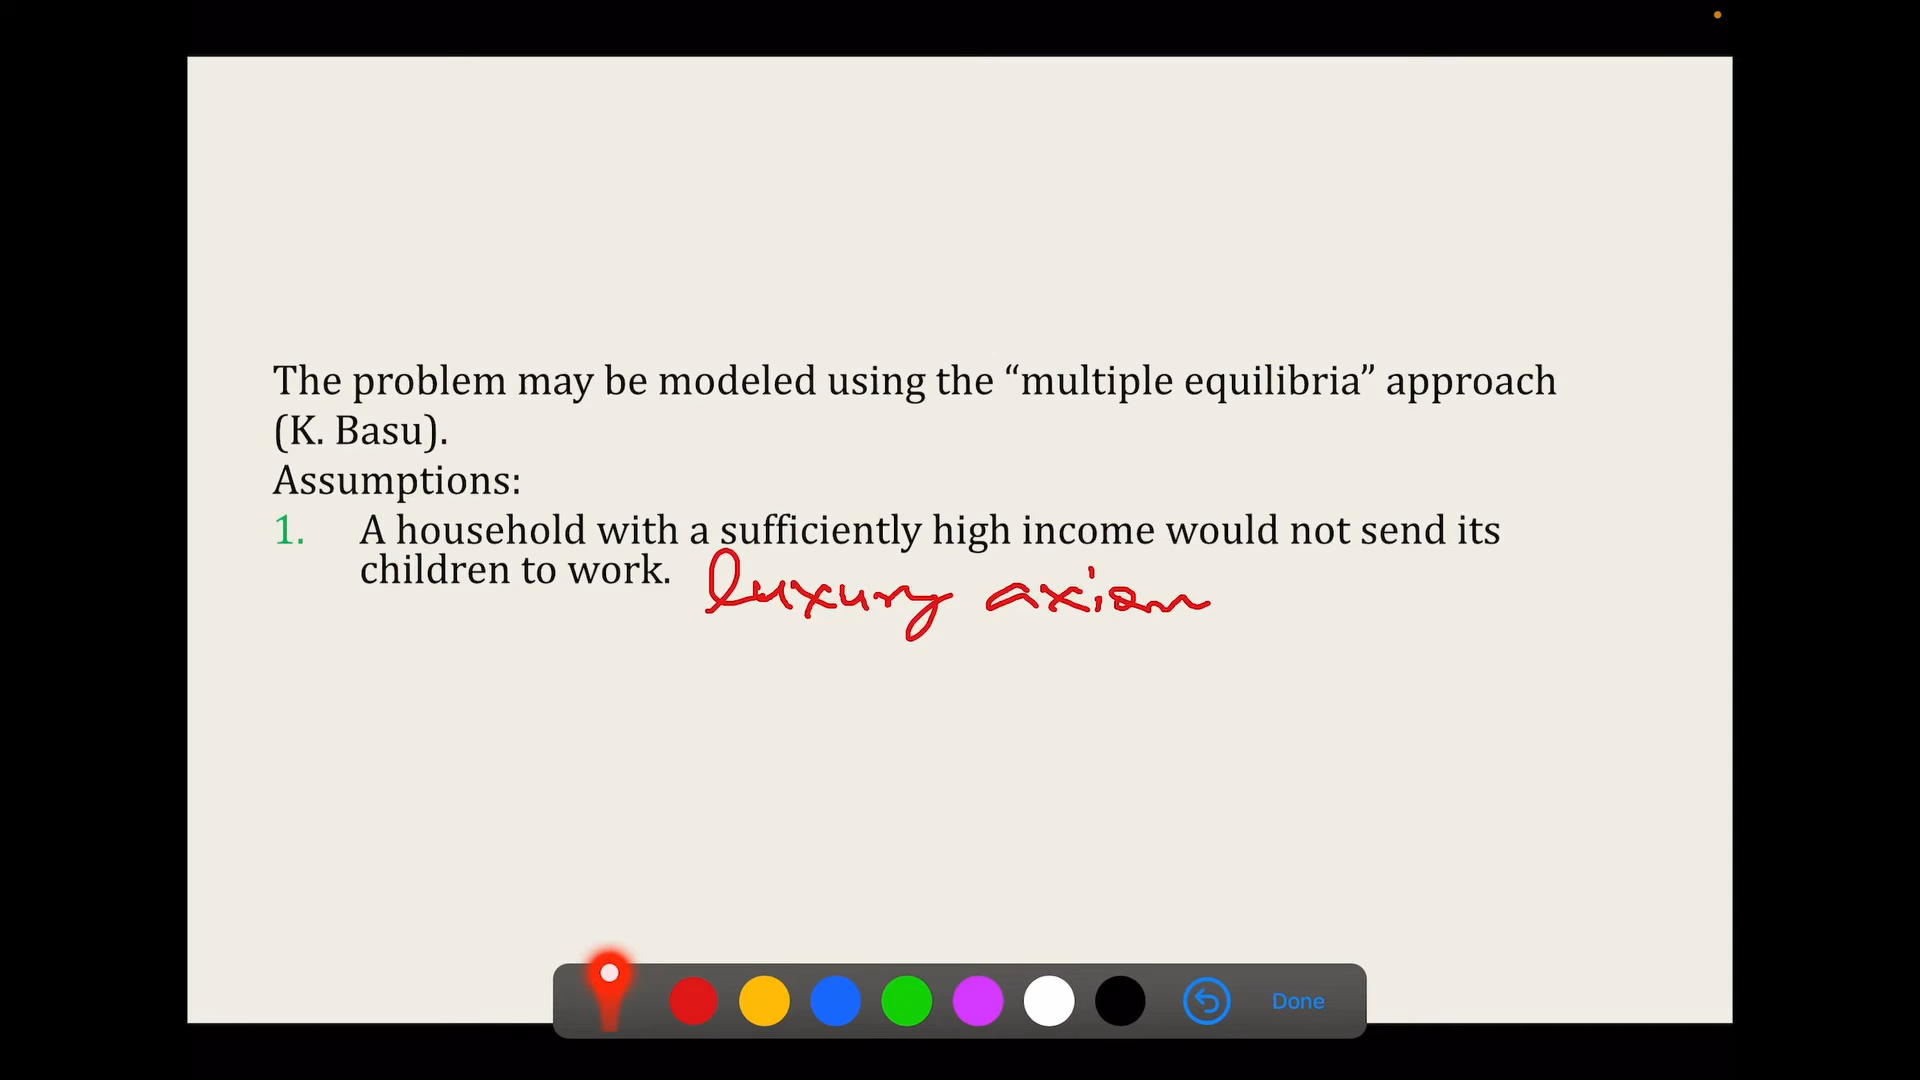 The problem may be modeled using the “multiple equilibria” approach
(K. Basu).
Assumptions:
1. A household with a sufficiently high income would not send its
children to work.
luxury axiom
Done